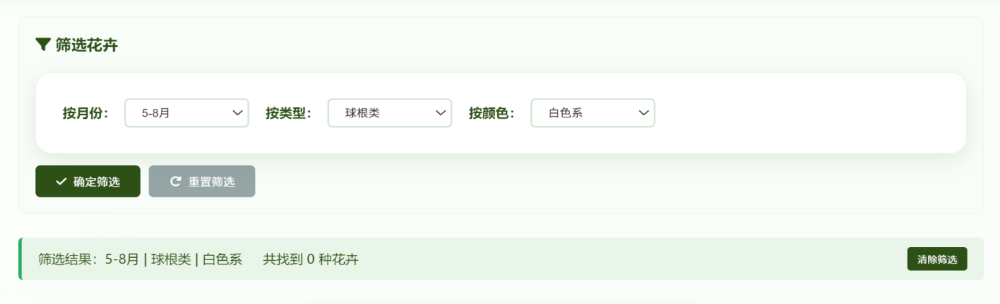 筛选花卉
按月份： 5-8月 按类型： 球根类 按颜色： 白色系
确定筛选 重置筛选
筛选结果：5-8月 | 球根类 | 白色系 共找到 0 种花卉 清除筛选